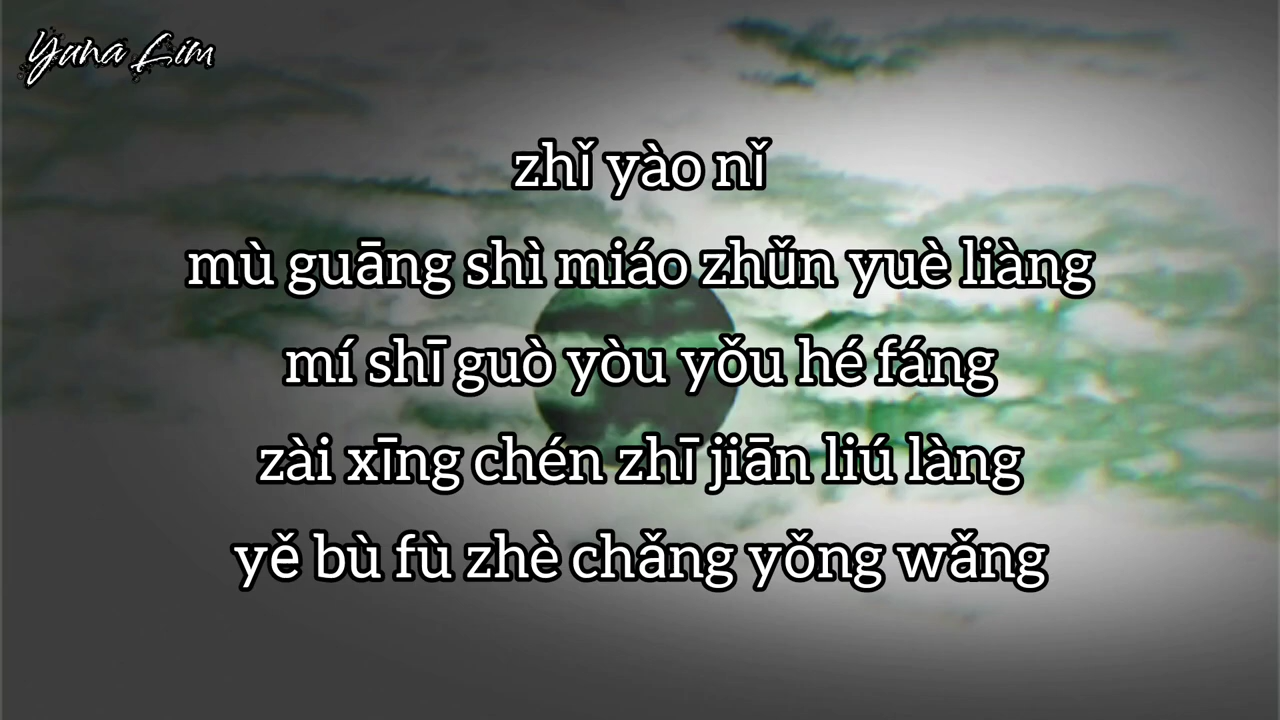 Yuna Lim
zhǐ yào nǐ
mù guāng shì miáo zhǔn yuè liàng
mí shī guò yòu yǒu hé fáng
zài xīng chén zhī jiān liú làng
yě bù fù zhè chǎng yǒng wǎng